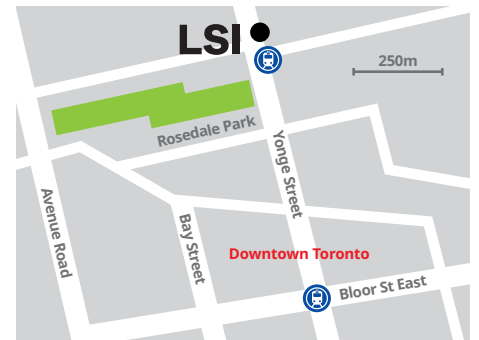 LSI
250m
Rosedale Park
Yonge Street
Avenue Road
Bay Street
Downtown Toronto
Bloor St East